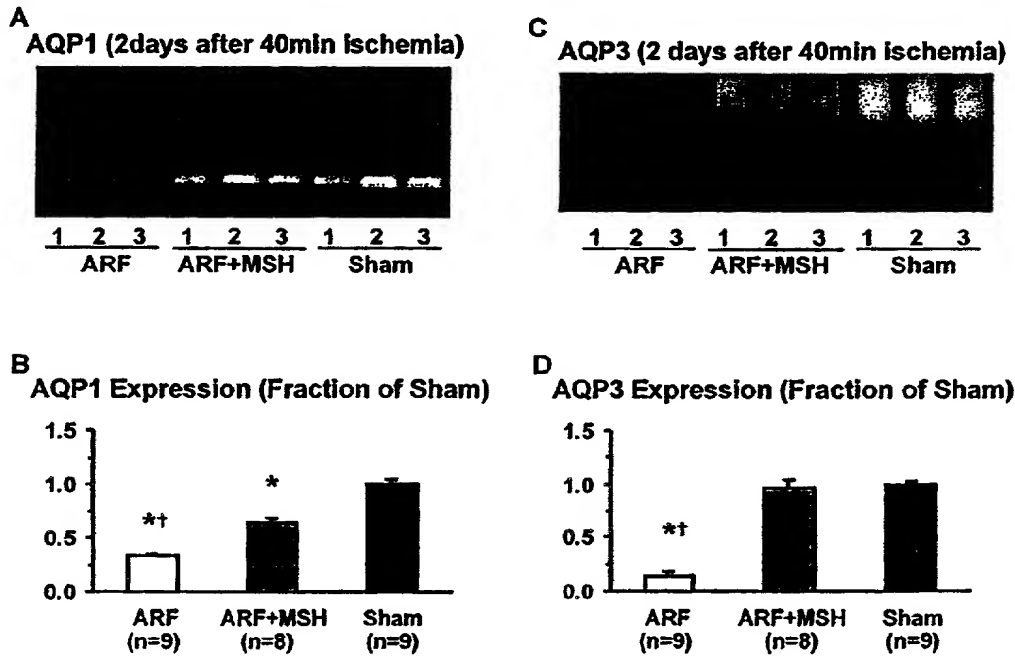 A
AQP1 (2days after 40min ischemia)
1 2 3 1 2 3 1 2 3
ARF ARF+MSH Sham
C
AQP3 (2 days after 40min ischemia)
1 2 3 1 2 3 1 2 3
ARF ARF+MSH Sham
B
AQP1 Expression (Fraction of Sham)
1.5
1.0
0.5
0.0
*†
*
ARF ARF+MSH Sham
(n=9) (n=8) (n=9)
D
AQP3 Expression (Fraction of Sham)
1.5
1.0
0.5
0.0
*†
ARF ARF+MSH Sham
(n=9) (n=8) (n=9)